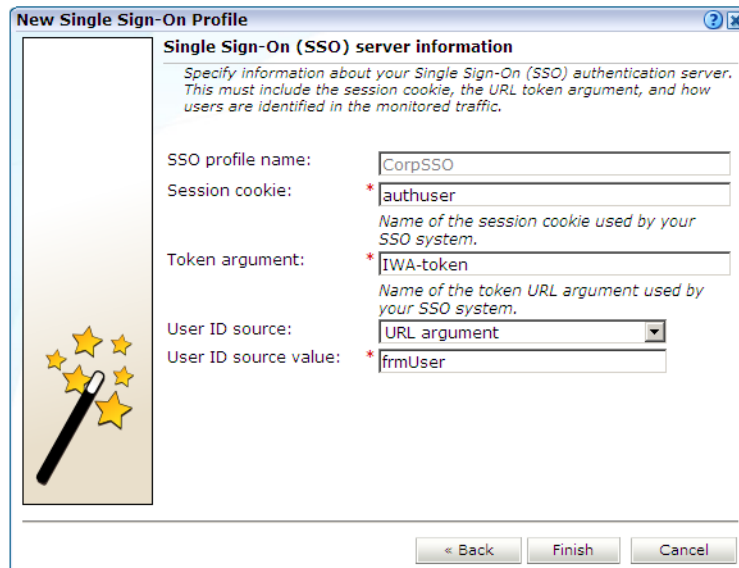 New Single Sign-On Profile
?
Single Sign-On (SSO) server information
Specify information about your Single Sign-On (SSO) authentication server.
This must include the session cookie, the URL token argument, and how
users are identified in the monitored traffic.
SSO profile name: CorpSSO
Session cookie: * authuser
Name of the session cookie used by your
SSO system.
Token argument: * IWA-token
Name of the token URL argument used by
your SSO system.
User ID source: URL argument
User ID source value: * frmUser
« Back Finish Cancel